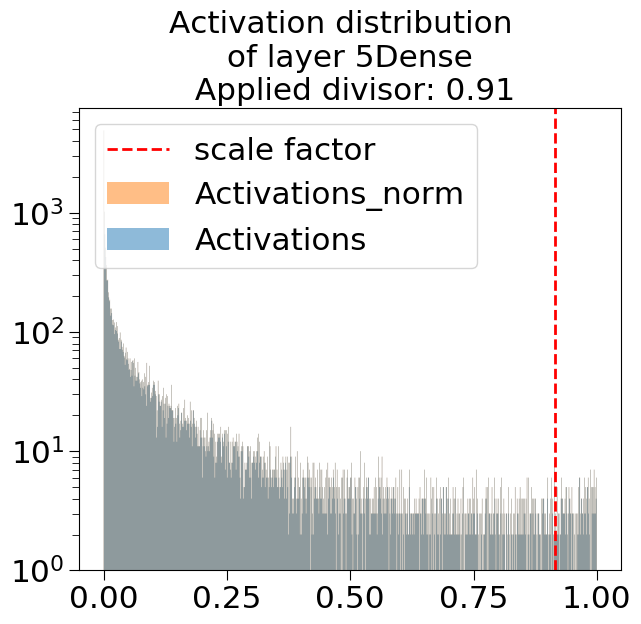 Activation distribution
of layer 5Dense
Applied divisor: 0.91
scale factor
Activations_norm
Activations
10³
10²
10¹
10⁰
0.00 0.25 0.50 0.75 1.00